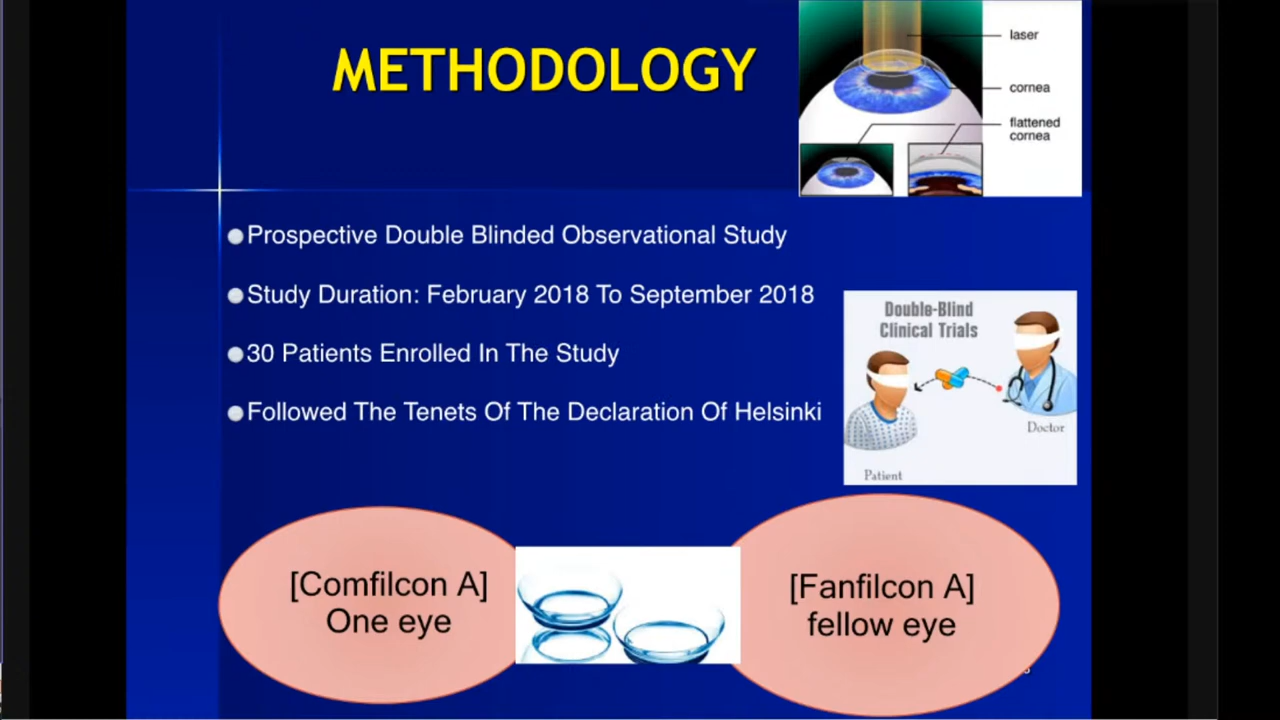 METHODOLOGY
laser
cornea
flattened
cornea
Prospective Double Blinded Observational Study
Study Duration: February 2018 To September 2018
30 Patients Enrolled In The Study
Followed The Tenets Of The Declaration Of Helsinki
Double-Blind
Clinical Trials
Doctor
Patient
[Comfilcon A]
One eye
[Fanfilcon A]
fellow eye